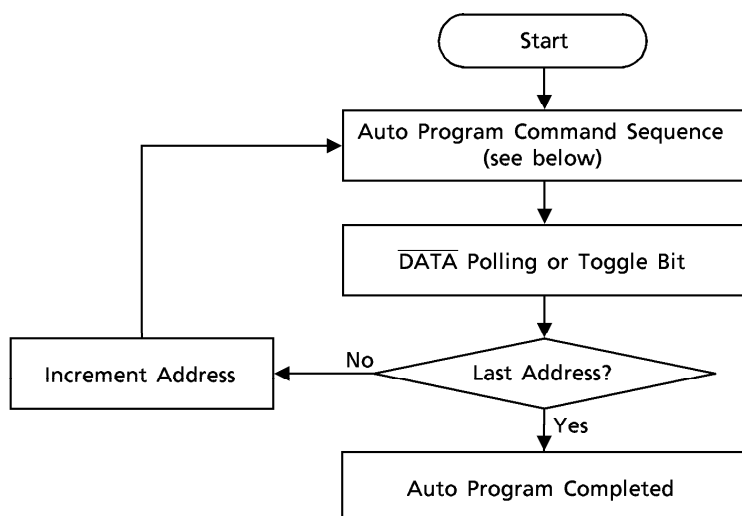 Start
Auto Program Command Sequence
(see below)
D̅A̅T̅A̅ Polling or Toggle Bit
Last Address?
No
Increment Address
Yes
Auto Program Completed